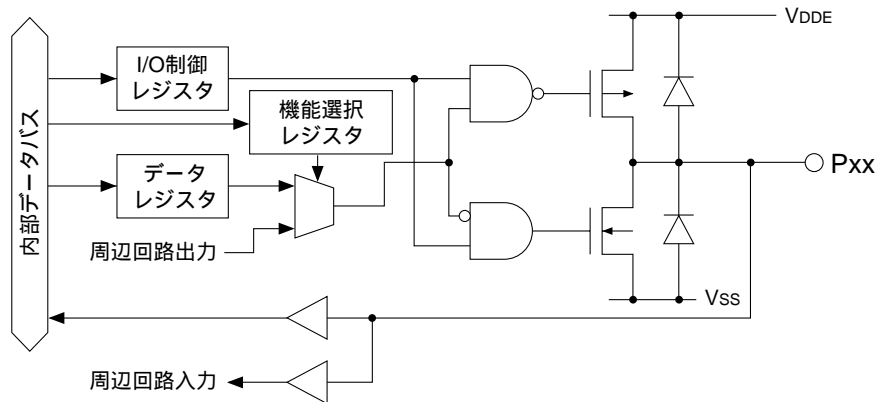 VDDE
I/O制御
レジスタ
機能選択
レジスタ
内部データバス
データ
レジスタ
Pxx
周辺回路出力
VSS
周辺回路入力